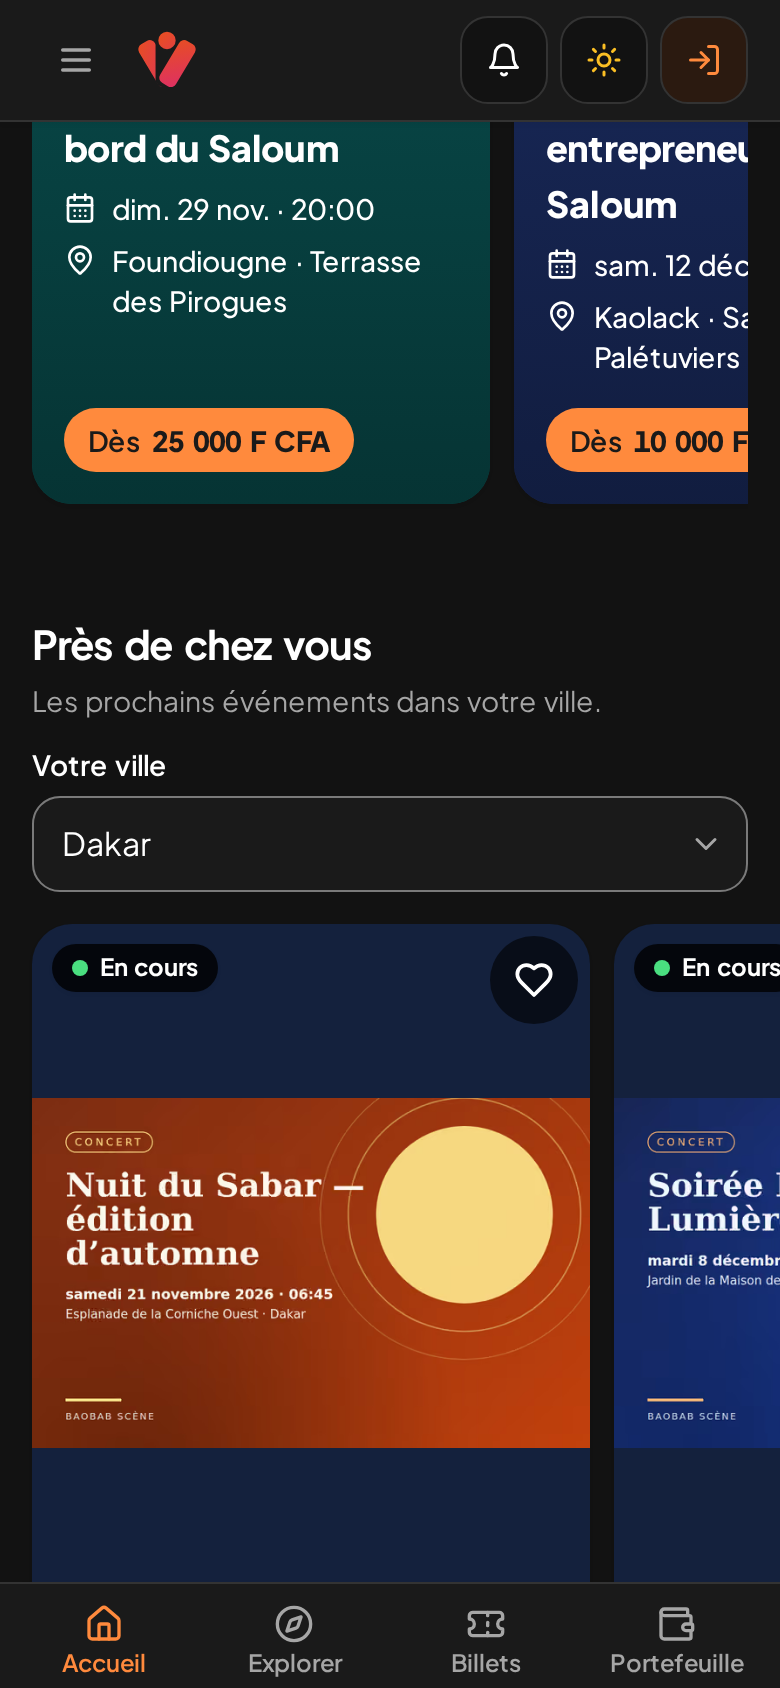 bord du Saloum
dim. 29 nov. · 20:00
Foundiougne · Terrasse
des Pirogues
Dès 25 000 F CFA
entrepreneu
Saloum
sam. 12 déc
Kaolack · Sa
Palétuviers
Dès 10 000 F
Près de chez vous
Les prochains événements dans votre ville.
Votre ville
Dakar
En cours
CONCERT
Nuit du Sabar —
édition
d’automne
samedi 21 novembre 2026 · 06:45
Esplanade de la Corniche Ouest · Dakar
BAOBAB SCÈNE
En cours
CONCERT
Soirée
Lumièr
mardi 8 décembr
Jardin de la Maison de
BAOBAB SCÈNE
Accueil
Explorer
Billets
Portefeuille